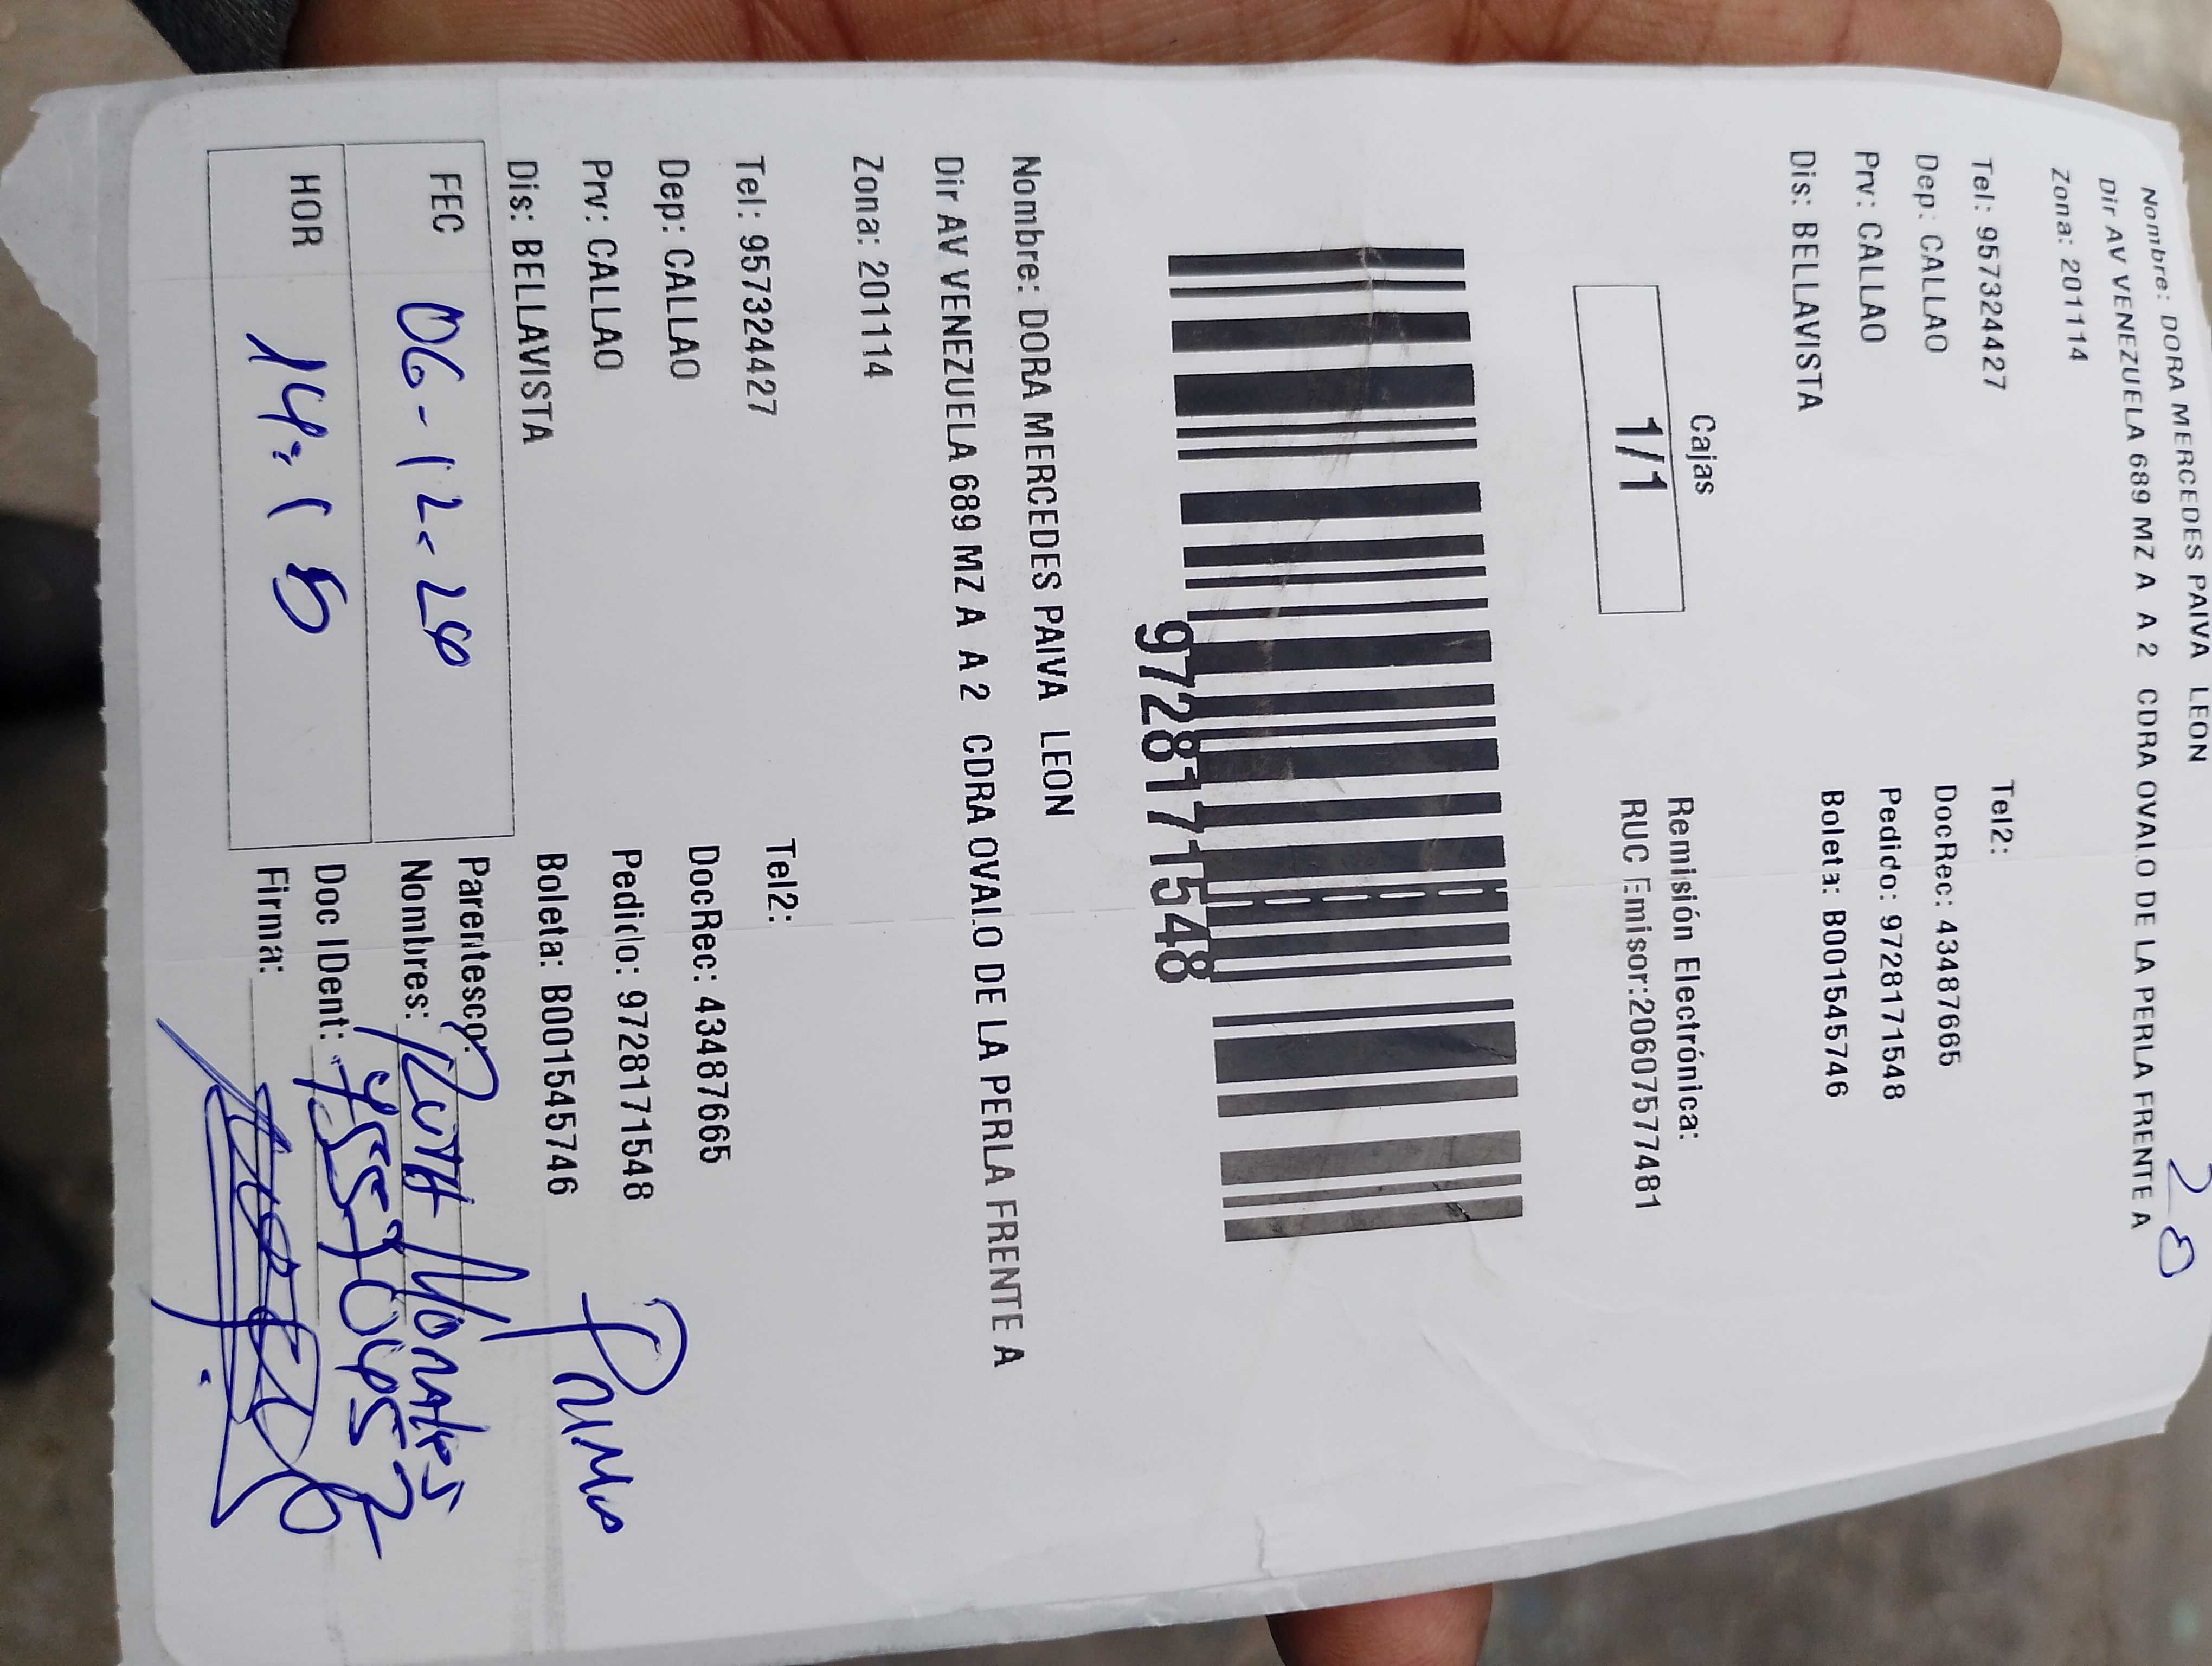 28
Nombre: DORA MERCEDES PAIVA LEON
Dir AV VENEZUELA 689 MZ A A 2 CDRA OVALO DE LA PERLA FRENTE A
Zona: 201114
Tel: 957324427 Tel2:
Dep: CALLAO DocRec: 43487665
Prv: CALLAO Pedido: 9728171548
Dis: BELLAVISTA Boleta: B001545746
Cajas Remisión Electrónica:
1/1 RUC Emisor:20607577481
9728171548
Nombre: DORA MERCEDES PAIVA LEON
Dir AV VENEZUELA 689 MZ A A 2 CDRA OVALO DE LA PERLA FRENTE A
Zona: 201114
Tel: 957324427 Tel2:
Dep: CALLAO DocRec: 43487665
Prv: CALLAO Pedido: 9728171548
Dis: BELLAVISTA Boleta: B001545746
FEC 06-12-24 Parentesco:
Nombres: RUTH Morales
HOR 14:15 Doc IDent:
Firma: